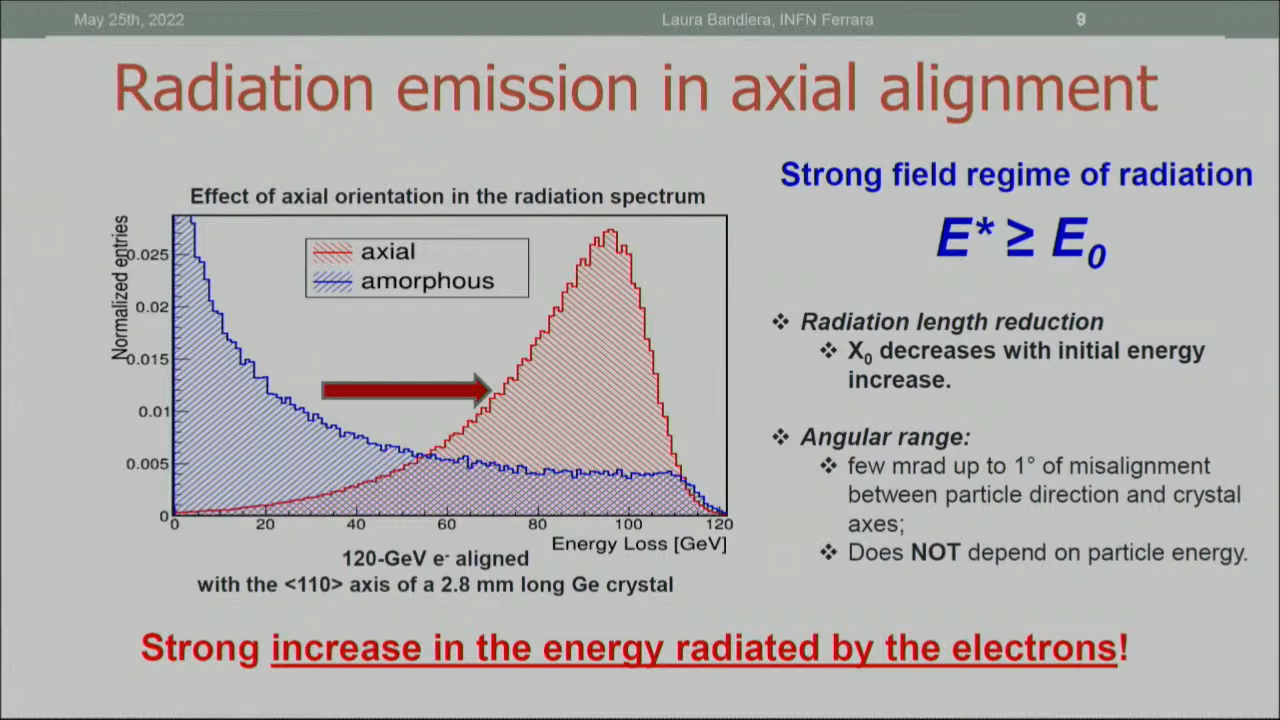 May 25th, 2022
Laura Bandiera, INFN Ferrara
9
Radiation emission in axial alignment
Effect of axial orientation in the radiation spectrum
Normalized entries
axial
amorphous
0.025
0.02
0.015
0.01
0.005
0
0 20 40 60 80 100 120
Energy Loss [GeV]
120-GeV e⁻ aligned
with the <110> axis of a 2.8 mm long Ge crystal
Strong field regime of radiation
E* ≥ E₀
❖ Radiation length reduction
❖ X₀ decreases with initial energy
increase.
❖ Angular range:
❖ few mrad up to 1° of misalignment
between particle direction and crystal
axes;
❖ Does NOT depend on particle energy.
Strong increase in the energy radiated by the electrons!